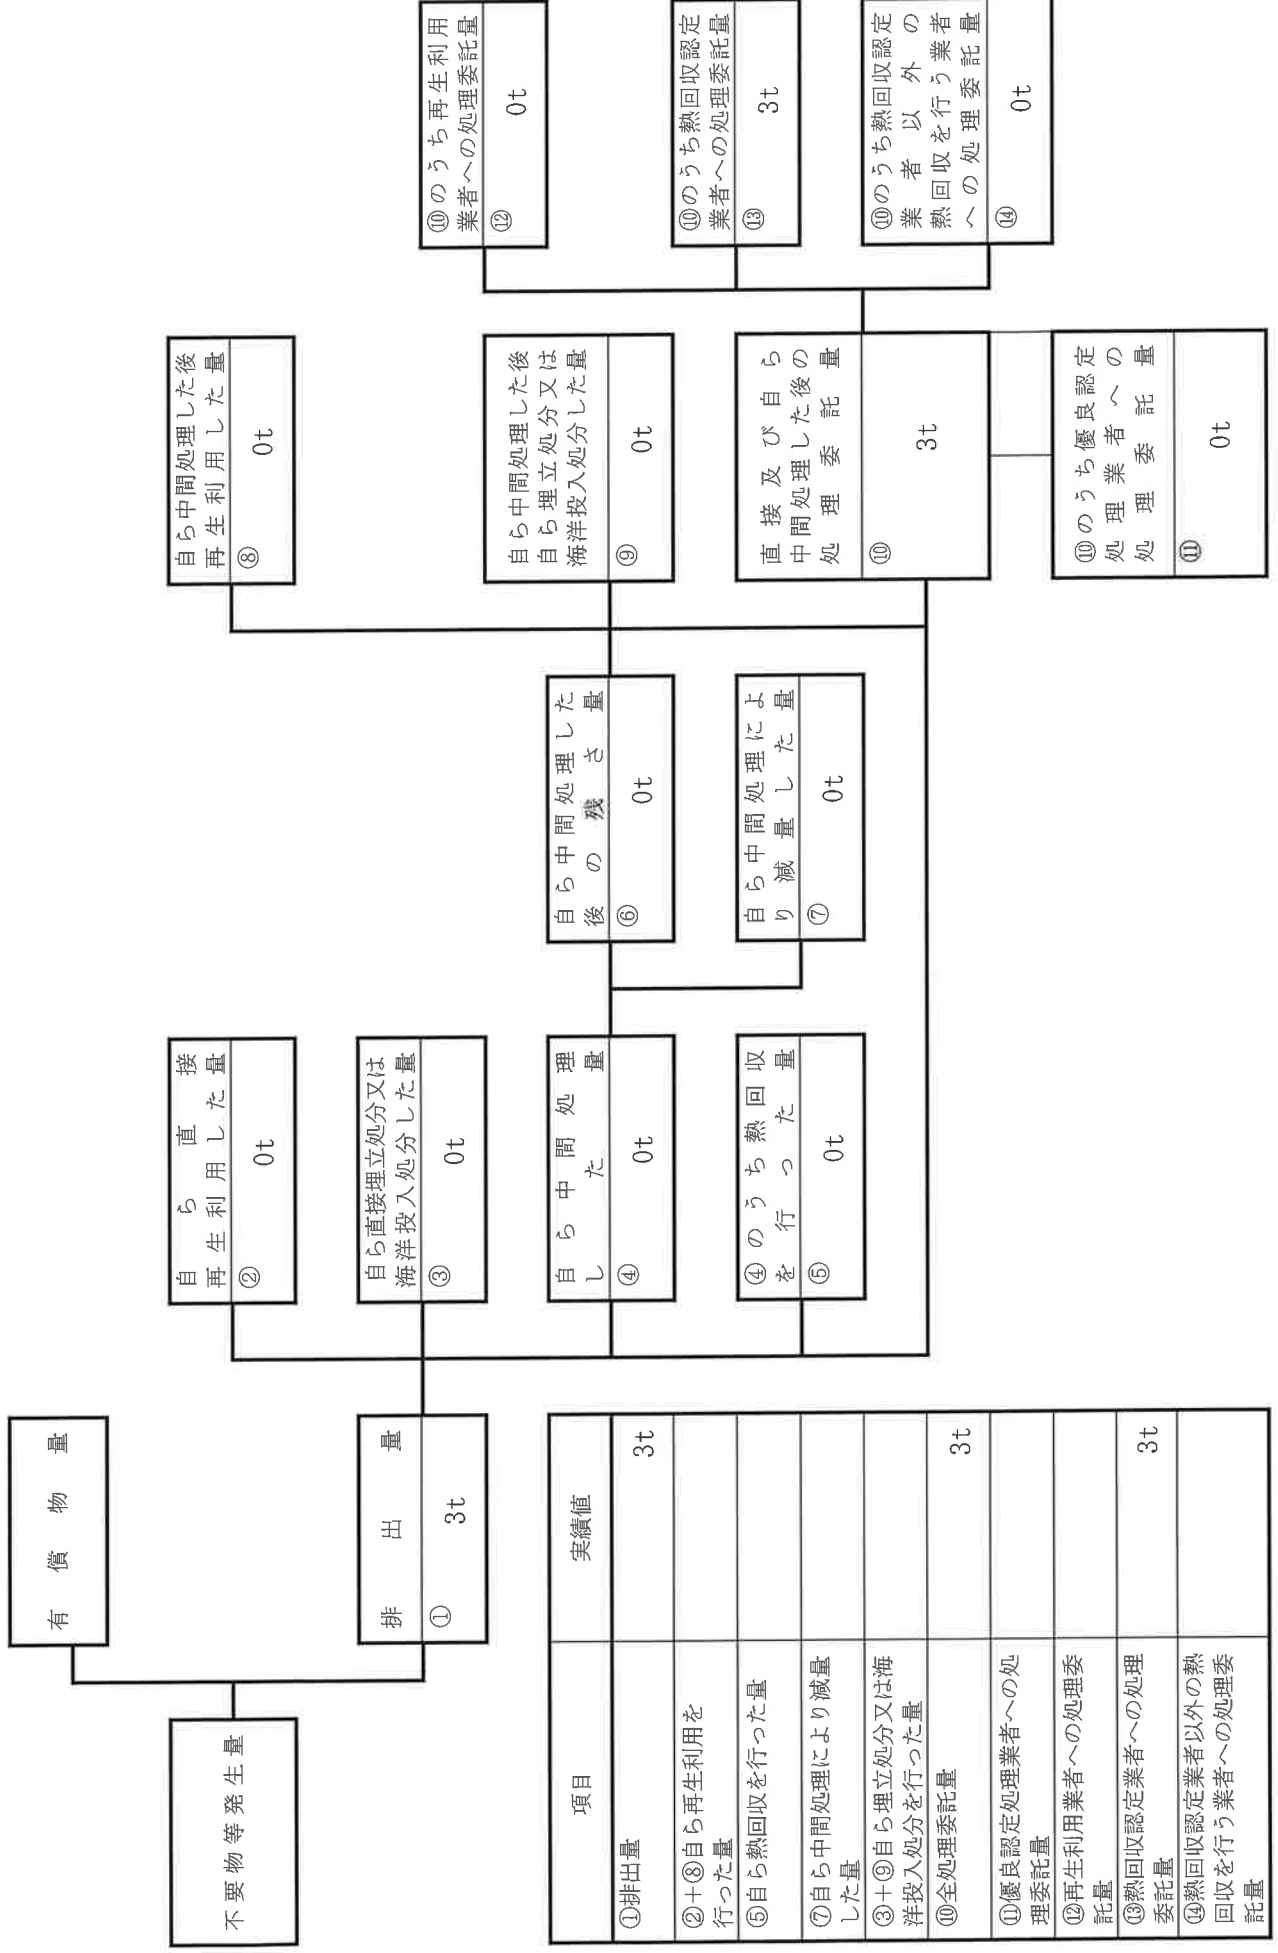 有償物量
不要物等発生量
排出量
①
3t
自ら直接
再生利用した量
②
0t
自ら直接埋立処分又は
海洋投入処分した量
③
0t
自ら中間処理
した量
④
0t
④のうち熱回収
を行った量
⑤
0t
自ら中間処理した
後の残さ量
⑥
0t
自ら中間処理によ
り減量した量
⑦
0t
自ら中間処理した後
再生利用した量
⑧
0t
自ら中間処理した後
自ら埋立処分又は
海洋投入処分した量
⑨
0t
直接及び自ら
中間処理した後の
処理委託量
⑩
3t
⑩のうち優良認定
処理業者への
処理委託量
⑪
0t
⑩のうち再生利用
業者への処理委託量
⑫
0t
⑩のうち熱回収認定
業者への処理委託量
⑬
3t
⑩のうち熱回収認定
業者以外の
熱回収を行う業者
への処理委託量
⑭
0t
項目 実績値
①排出量 3t
②+⑧自ら再生利用を
行った量
⑤自ら熱回収を行った量
⑦自ら中間処理により減量
した量
③+⑨自ら埋立処分又は海
洋投入処分を行った量
⑩全処理委託量 3t
⑪優良認定処理業者への処
理委託量
⑫再生利用業者への処理委
託量
⑬熱回収認定業者への処理
委託量 3t
⑭熱回収認定業者以外の熱
回収を行う業者への処理委
託量